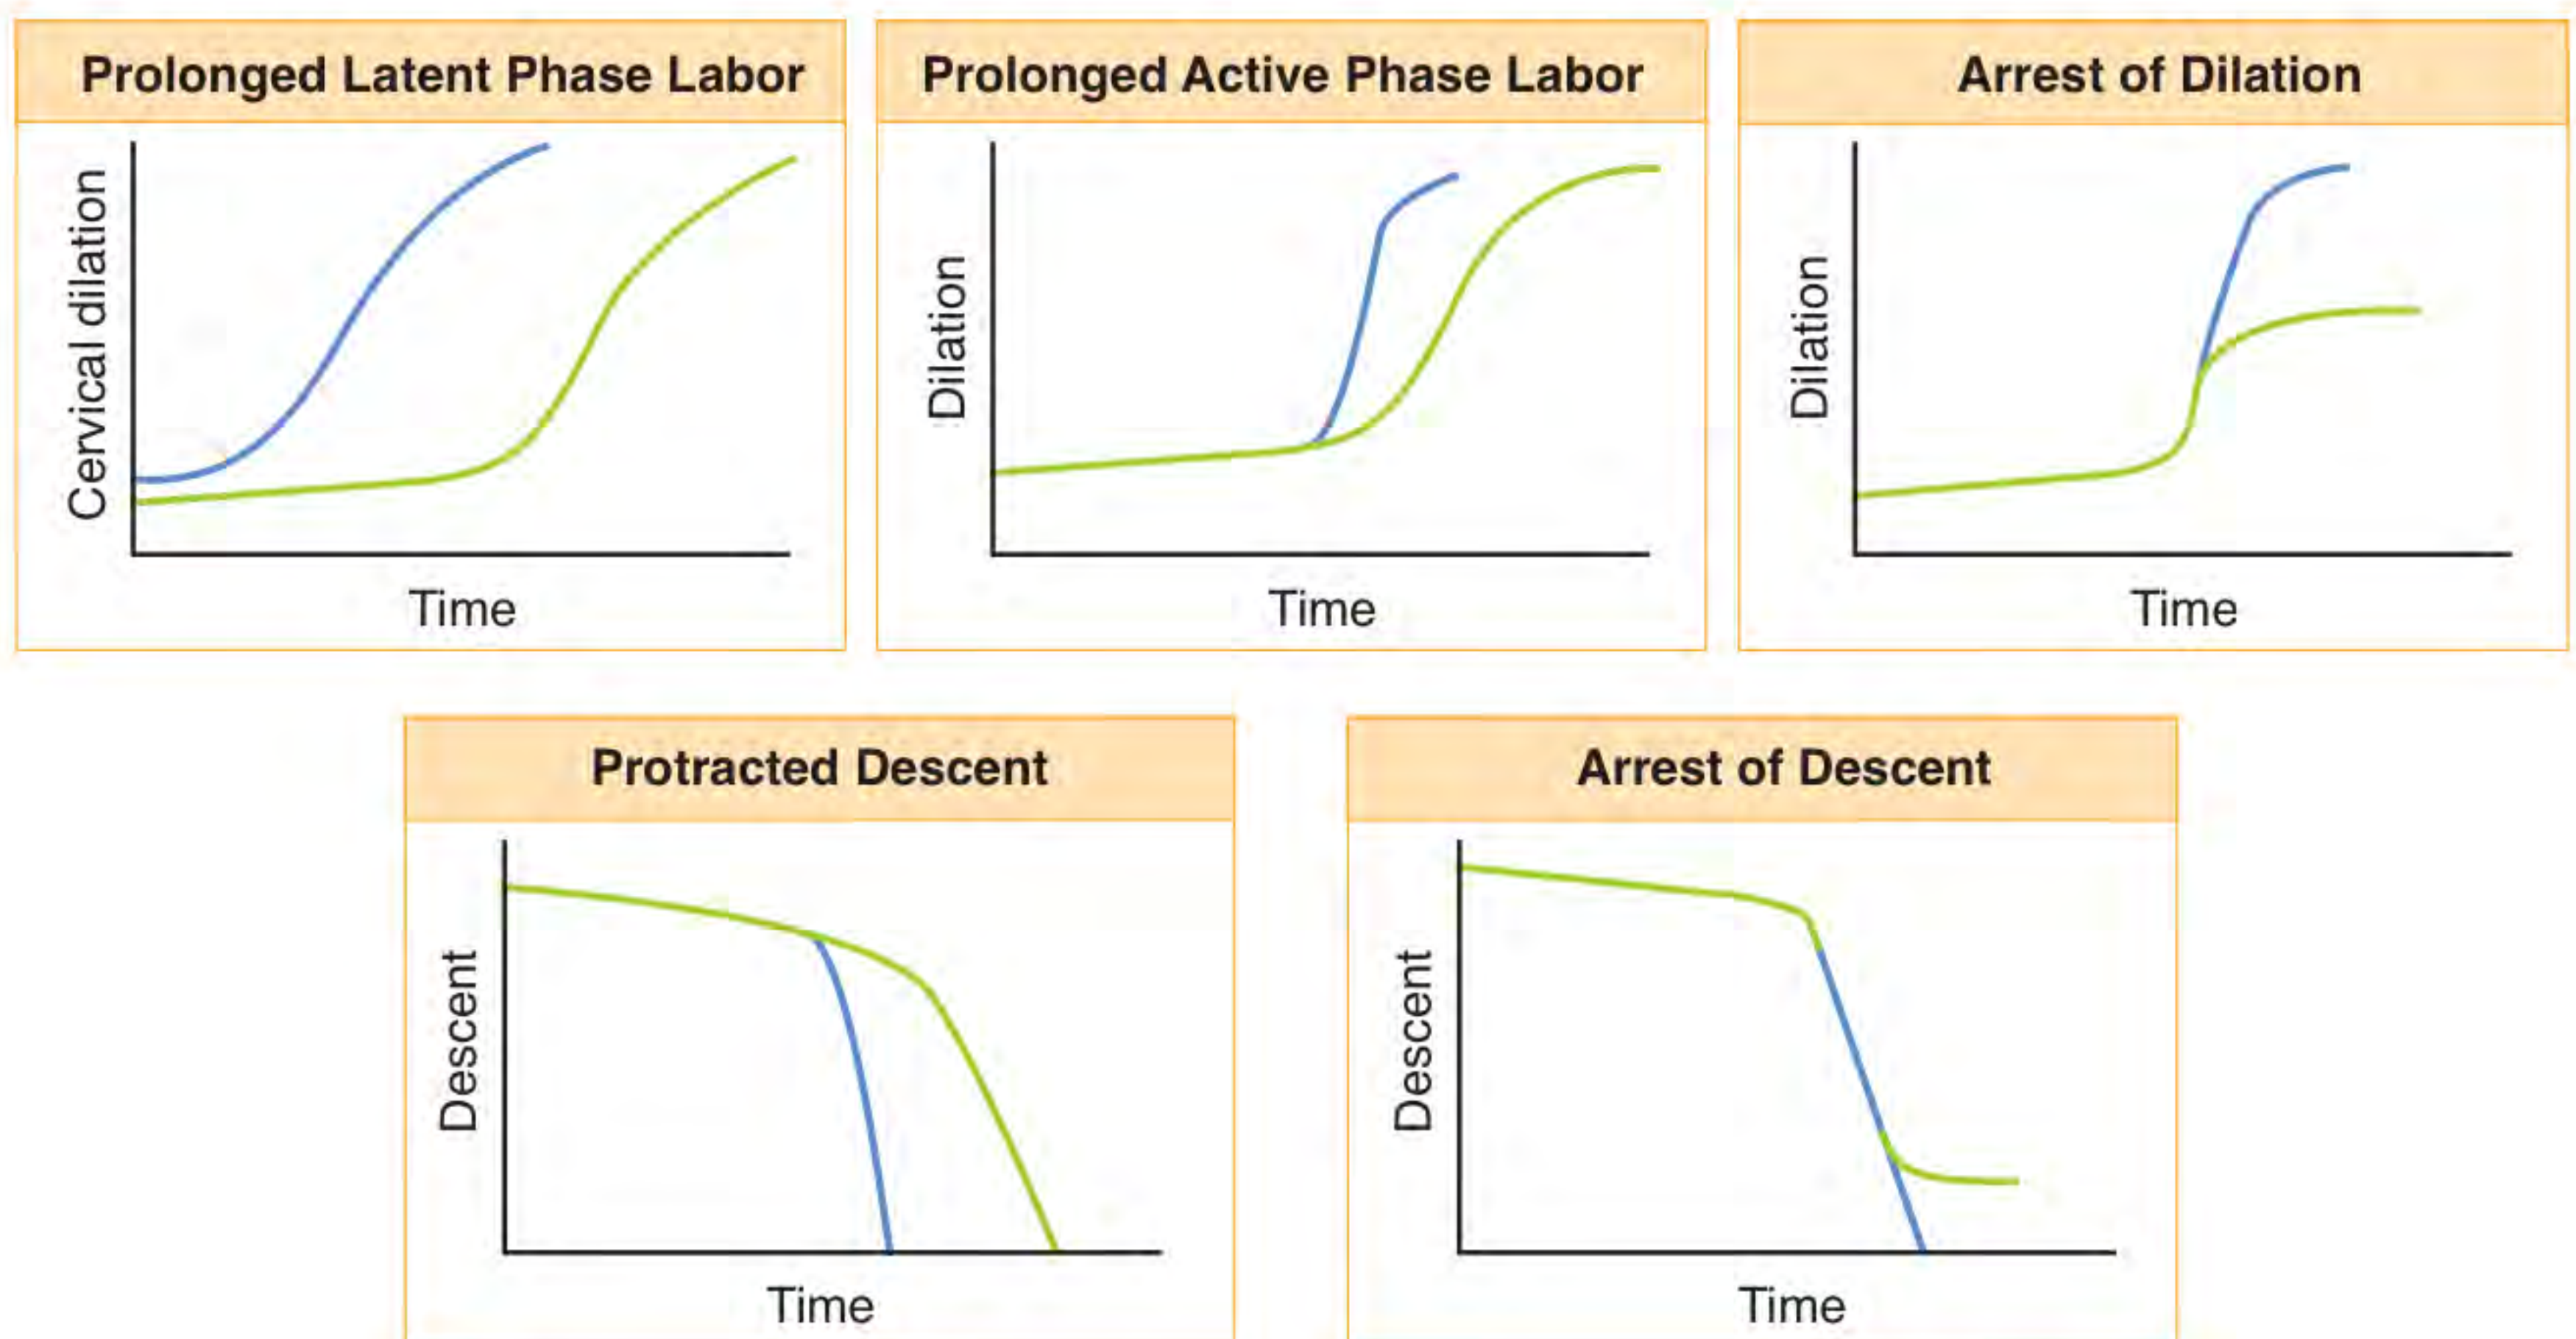 Prolonged Latent Phase Labor
Cervical dilation
Time
Prolonged Active Phase Labor
Dilation
Time
Arrest of Dilation
Dilation
Time
Protracted Descent
Descent
Time
Arrest of Descent
Descent
Time